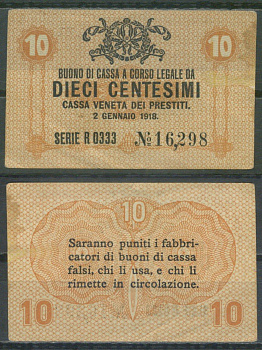 10 10
BUONO DI CASSA A CORSO LEGALE DA
DIECI CENTESIMI
CASSA VENETA DEI PRESTITI.
2 GENNAIO 1918.
SERIE R 0333 No 16,298
10
Saranno puniti i fabbri-
catori di buoni di cassa
falsi, chi li usa, e chi li
rimette in circolazione.
10 10